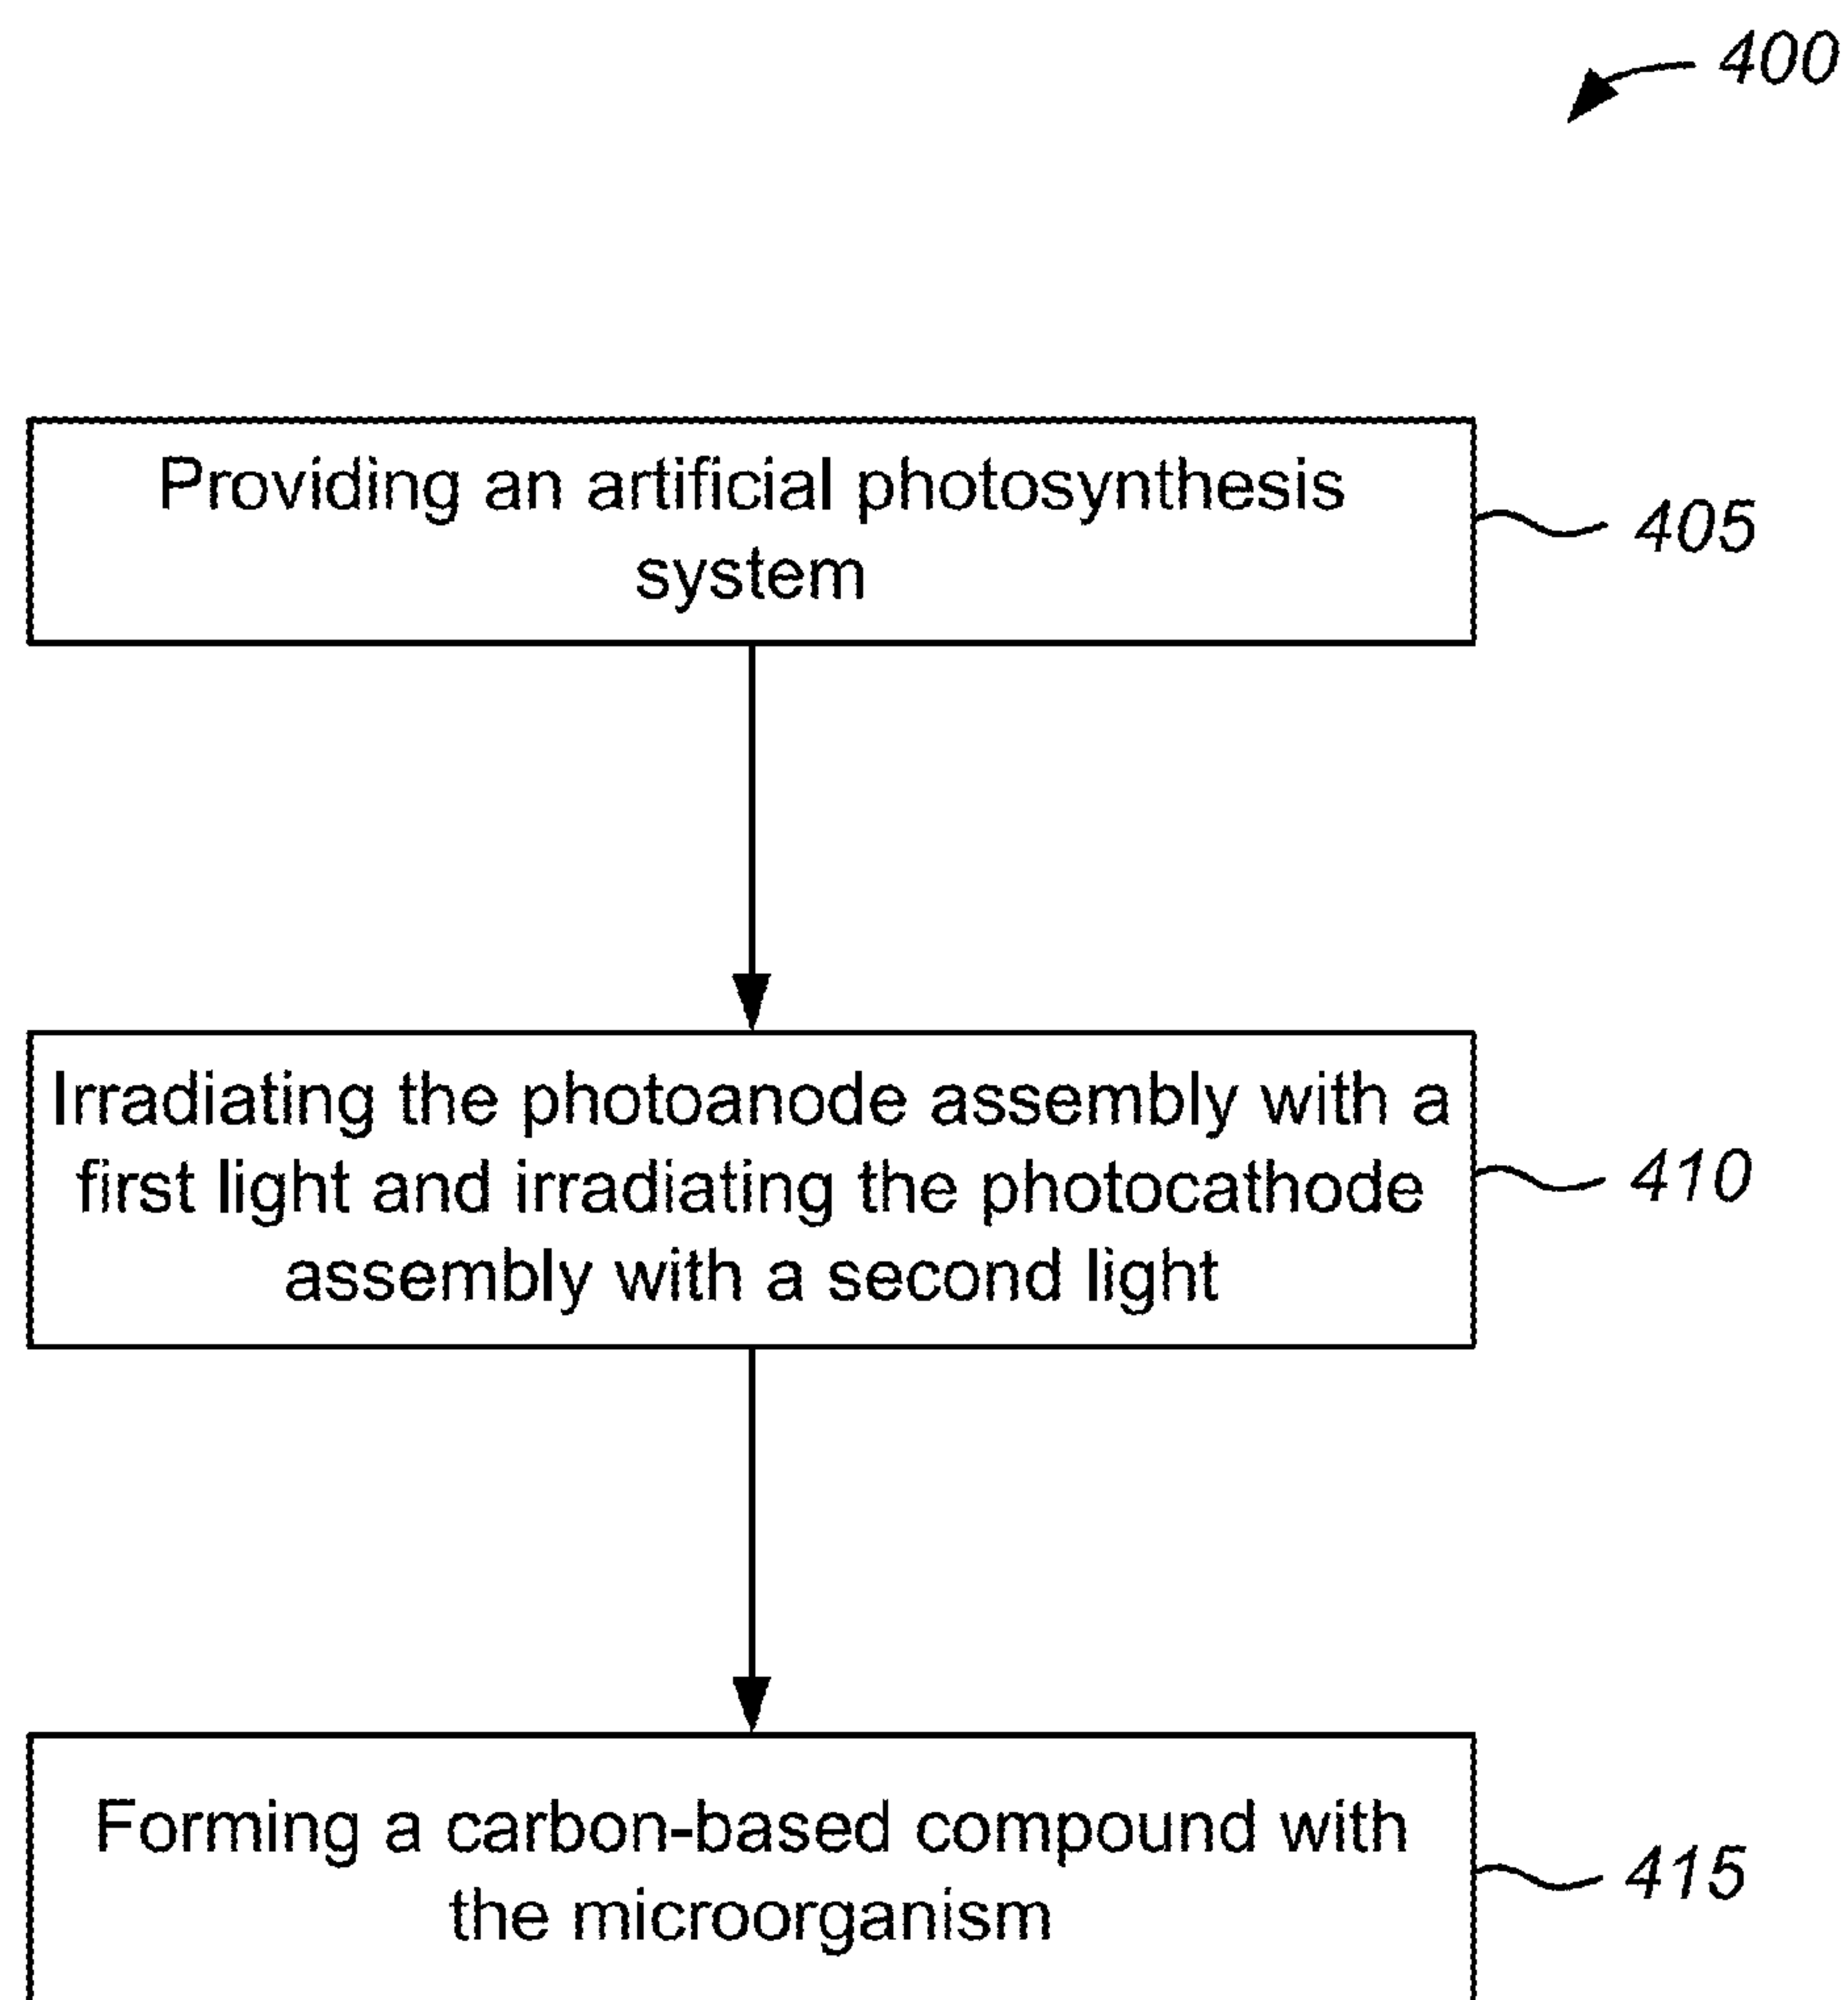 400
Providing an artificial photosynthesis
system
405
Irradiating the photoanode assembly with a
first light and irradiating the photocathode
assembly with a second light
410
Forming a carbon-based compound with
the microorganism
415